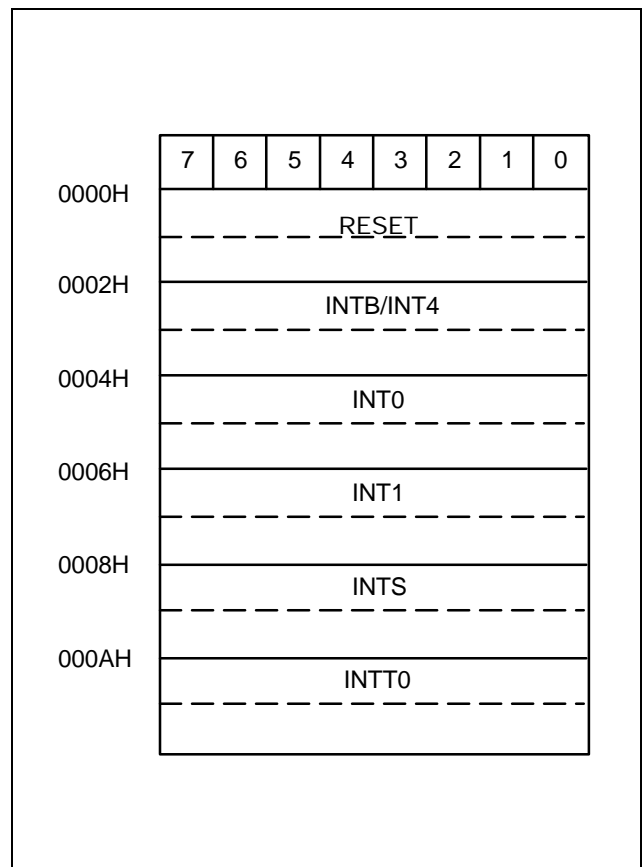 7 6 5 4 3 2 1 0
0000H
RESET
0002H
INTB/INT4
0004H
INT0
0006H
INT1
0008H
INTS
000AH
INTT0